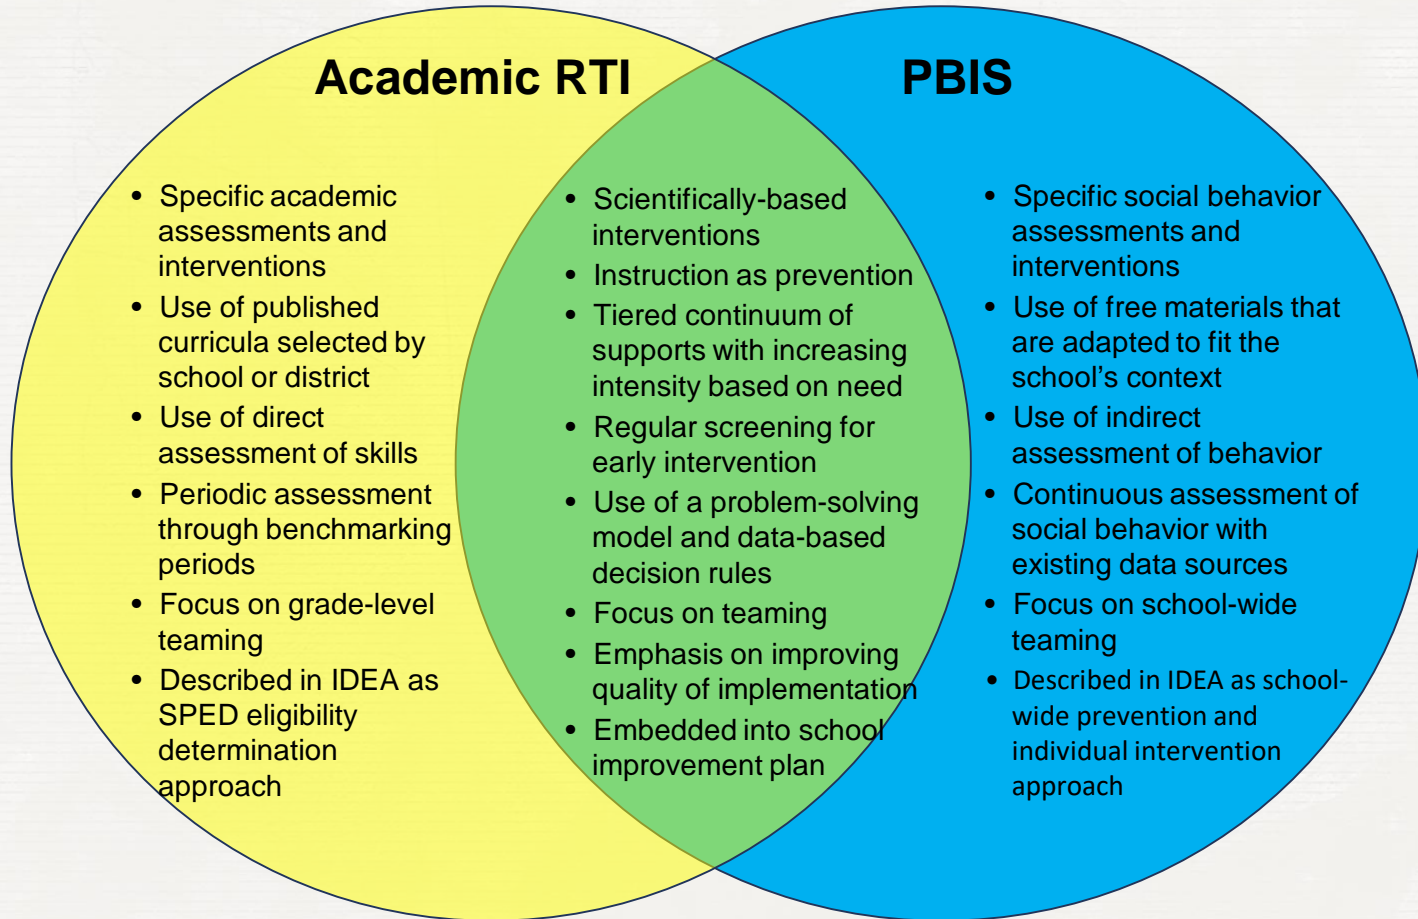 Academic RTI
• Specific academic
assessments and
interventions
• Use of published
curricula selected by
school or district
• Use of direct
assessment of skills
• Periodic assessment
through benchmarking
periods
• Focus on grade-level
teaming
• Described in IDEA as
SPED eligibility
determination
approach
• Scientifically-based
interventions
• Instruction as prevention
• Tiered continuum of
supports with increasing
intensity based on need
• Regular screening for
early intervention
• Use of a problem-solving
model and data-based
decision rules
• Focus on teaming
• Emphasis on improving
quality of implementation
• Embedded into school
improvement plan
PBIS
• Specific social behavior
assessments and
interventions
• Use of free materials that
are adapted to fit the
school’s context
• Use of indirect
assessment of behavior
• Continuous assessment of
social behavior with
existing data sources
• Focus on school-wide
teaming
• Described in IDEA as school-
wide prevention and
individual intervention
approach